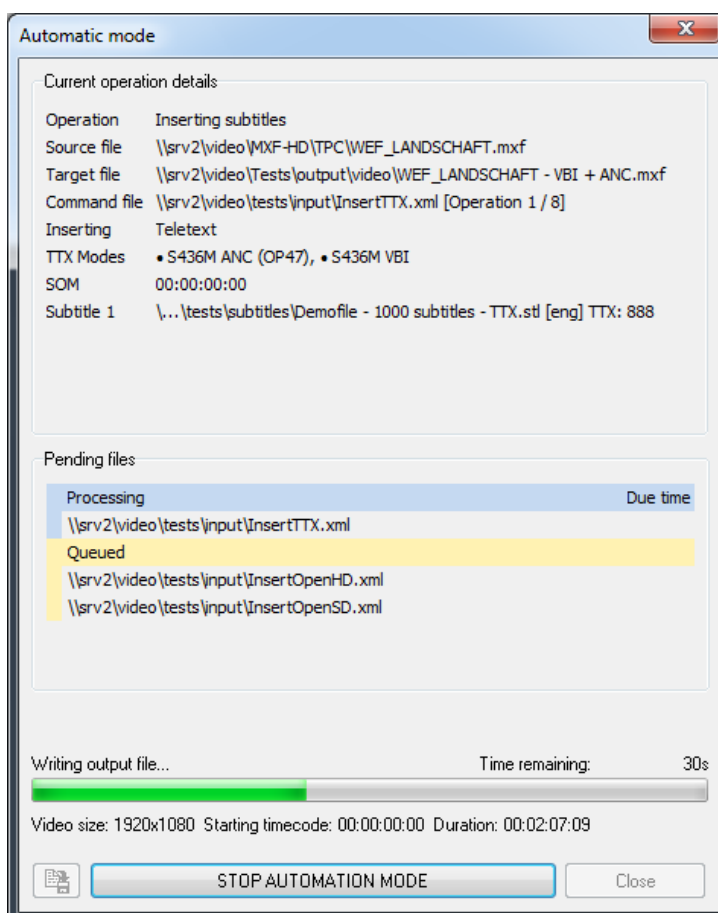 Automatic mode
Current operation details
Operation Inserting subtitles
Source file \\srv2\video\MXF-HD\TPC\WEF_LANDSCHAFT.mxf
Target file \\srv2\video\Tests\output\video\WEF_LANDSCHAFT - VBI + ANC.mxf
Command file \\srv2\video\tests\input\InsertTTX.xml [Operation 1 / 8]
Inserting Teletext
TTX Modes • S436M ANC (OP47), • S436M VBI
SOM 00:00:00:00
Subtitle 1 \...\tests\subtitles\Demofile - 1000 subtitles - TTX.stl [eng] TTX: 888
Pending files
Processing Due time
\\srv2\video\tests\input\InsertTTX.xml
Queued
\\srv2\video\tests\input\InsertOpenHD.xml
\\srv2\video\tests\input\InsertOpenSD.xml
Writing output file... Time remaining: 30s
Video size: 1920x1080 Starting timecode: 00:00:00:00 Duration: 00:02:07:09
STOP AUTOMATION MODE Close